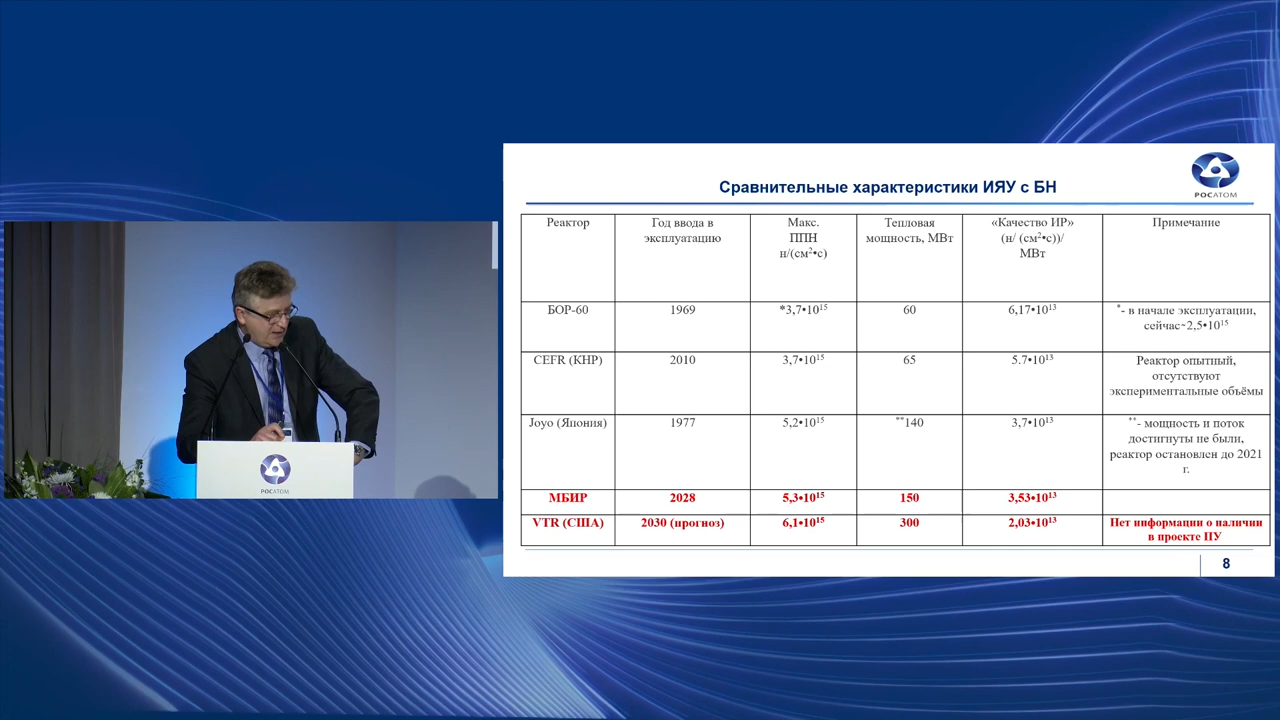 РОСАТОМ
Сравнительные характеристики ИЯУ с БН
РОСАТОМ
Реактор
Год ввода в
эксплуатацию
Макс.
ППН
н/(см²•с)
Тепловая
мощность, МВт
«Качество ИР»
(н/ (см²•с))/
МВт
Примечание
БОР-60
1969
*3,7•10¹⁵
60
6,17•10¹³
*- в начале эксплуатации,
сейчас~2,5•10¹⁵
CEFR (КНР)
2010
3,7•10¹⁵
65
5.7•10¹³
Реактор опытный,
отсутствуют
экспериментальные объёмы
Joyo (Япония)
1977
5,2•10¹⁵
**140
3,7•10¹³
**- мощность и поток
достигнуты не были,
реактор остановлен до 2021
г.
МБИР
2028
5,3•10¹⁵
150
3,53•10¹³
VTR (США)
2030 (прогноз)
6,1•10¹⁵
300
2,03•10¹³
Нет информации о наличии
в проекте ПУ
8